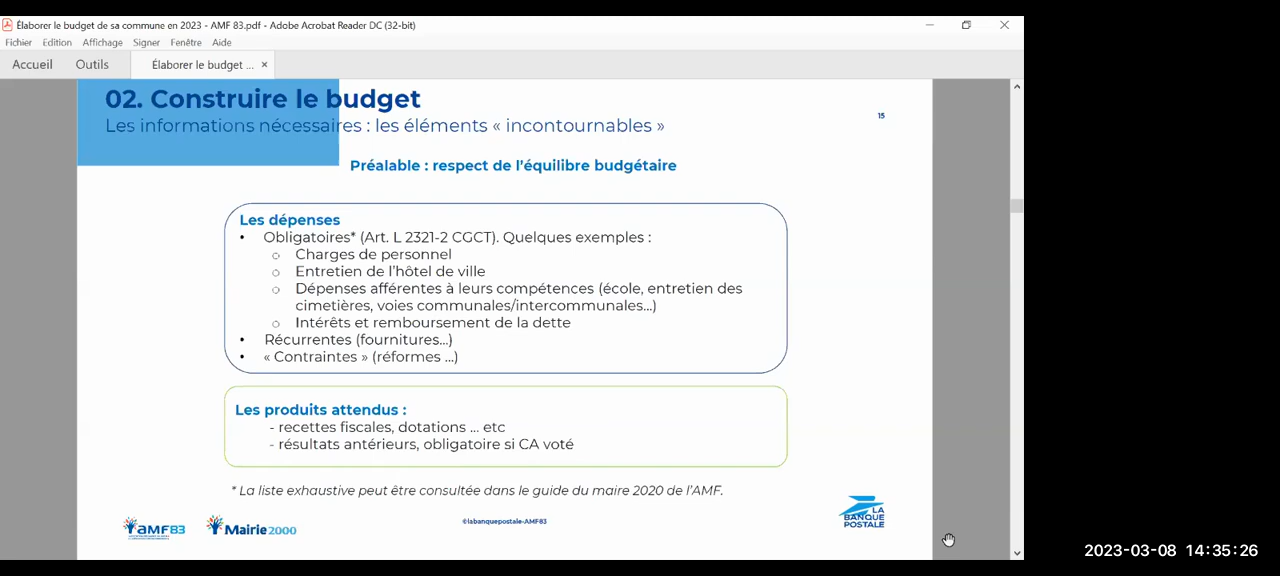 Élaborer le budget de sa commune en 2023 - AMF 83.pdf - Adobe Acrobat Reader DC (32-bit)
Fichier Edition Affichage Signer Fenêtre Aide
Accueil Outils Élaborer le budget ... ×
02. Construire le budget
Les informations nécessaires : les éléments « incontournables »
15
Préalable : respect de l'équilibre budgétaire
Les dépenses
• Obligatoires* (Art. L 2321-2 CGCT). Quelques exemples :
o Charges de personnel
o Entretien de l'hôtel de ville
o Dépenses afférentes à leurs compétences (école, entretien des
cimetières, voies communales/intercommunales...)
o Intérêts et remboursement de la dette
• Récurrentes (fournitures...)
• « Contraintes » (réformes ...)
Les produits attendus :
- recettes fiscales, dotations ... etc
- résultats antérieurs, obligatoire si CA voté
* La liste exhaustive peut être consultée dans le guide du maire 2020 de l'AMF.
AMF83
Mairie2000
©labanquepostale-AMF83
LA
BANQUE
POSTALE
2023-03-08 14:35:26